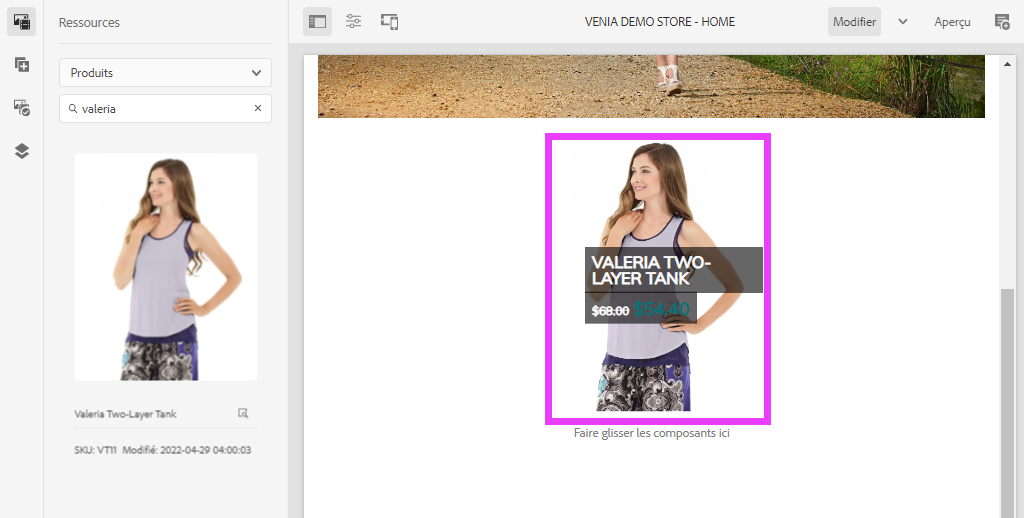 Ressources
Produits
valeria
Valeria Two-Layer Tank
SKU: VT11 Modifié: 2022-04-29 04:00:03
VENIA DEMO STORE - HOME
Modifier
Aperçu
VALERIA TWO-
LAYER TANK
$68.00 $54.40
Faire glisser les composants ici